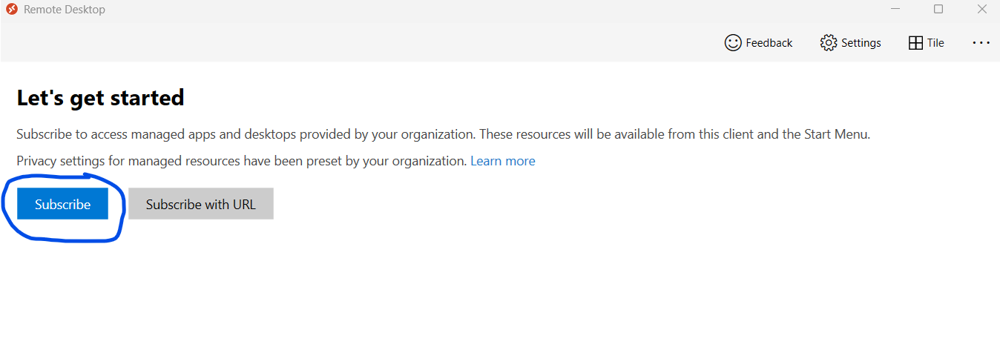 Remote Desktop
Feedback
Settings
Tile
Let's get started
Subscribe to access managed apps and desktops provided by your organization. These resources will be available from this client and the Start Menu.
Privacy settings for managed resources have been preset by your organization. Learn more
Subscribe
Subscribe with URL